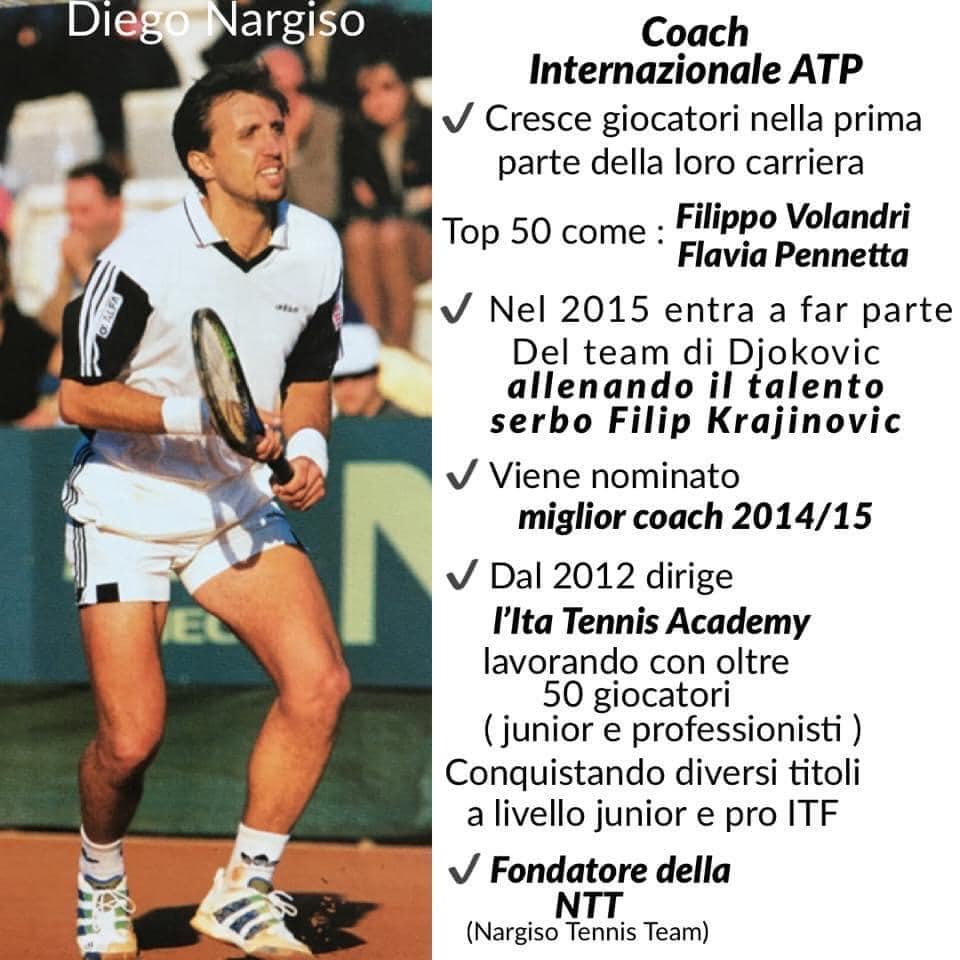 Diego Nargiso
Coach
Internazionale ATP
✓ Cresce giocatori nella prima
parte della loro carriera
Top 50 come : Filippo Volandri
Flavia Pennetta
✓ Nel 2015 entra a far parte
Del team di Djokovic
allenando il talento
serbo Filip Krajinovic
✓ Viene nominato
miglior coach 2014/15
✓ Dal 2012 dirige
l’Ita Tennis Academy
lavorando con oltre
50 giocatori
( junior e professionisti )
Conquistando diversi titoli
a livello junior e pro ITF
✓ Fondatore della
NTT
(Nargiso Tennis Team)
adidas
N